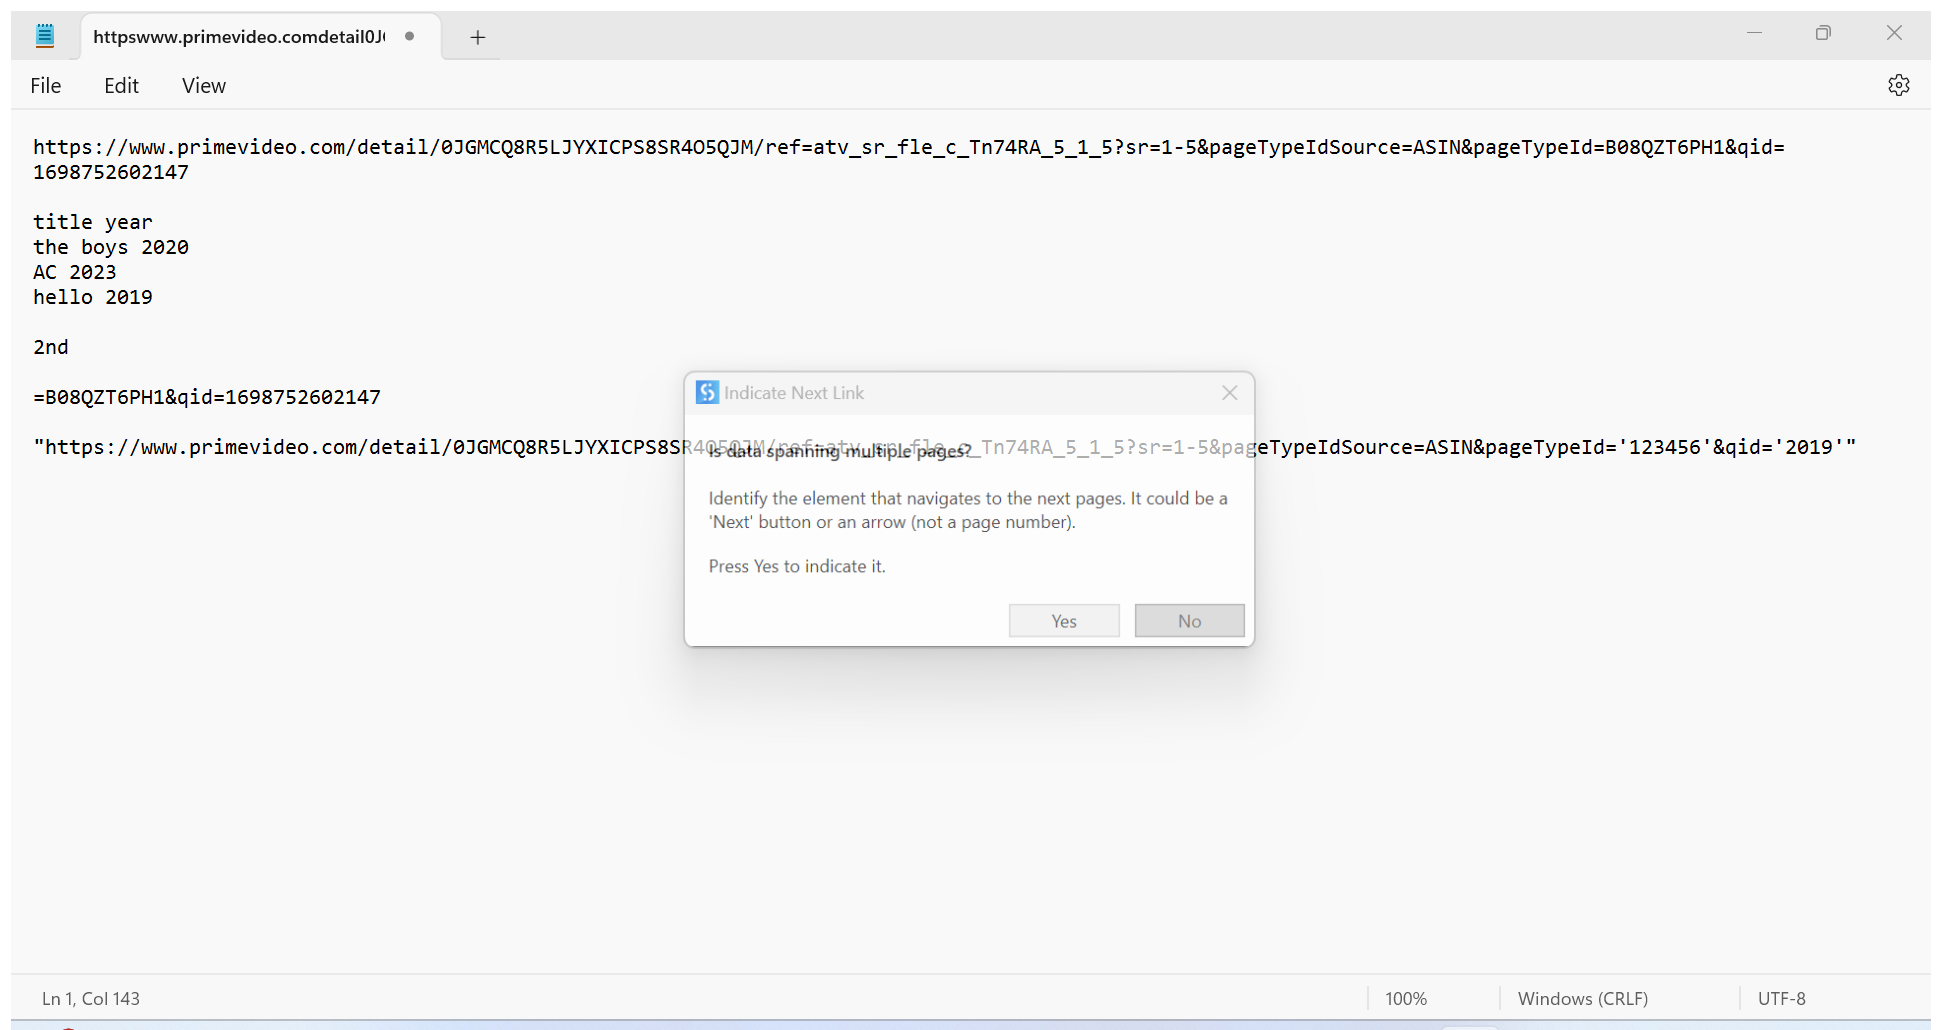 httpswww.primevideo.comdetail0J
File Edit View
https://www.primevideo.com/detail/0JGMCQ8R5LJYXICPS8SR4O5QJM/ref=atv_sr_fle_c_Tn74RA_5_1_5?sr=1-5&pageTypeIdSource=ASIN&pageTypeId=B08QZT6PH1&qid=
1698752602147
title year
the boys 2020
AC 2023
hello 2019
2nd
=B08QZT6PH1&qid=1698752602147
"https://www.primevideo.com/detail/0JGMCQ8R5LJYXICPS8SR4O5QJM/ref=atv_sr_fle_c_Tn74RA_5_1_5?sr=1-5&pageTypeIdSource=ASIN&pageTypeId='123456'&qid='2019'"
Indicate Next Link
Is data spanning multiple pages?
Identify the element that navigates to the next pages. It could be a
'Next' button or an arrow (not a page number).
Press Yes to indicate it.
Yes No
Ln 1, Col 143 100% Windows (CRLF) UTF-8